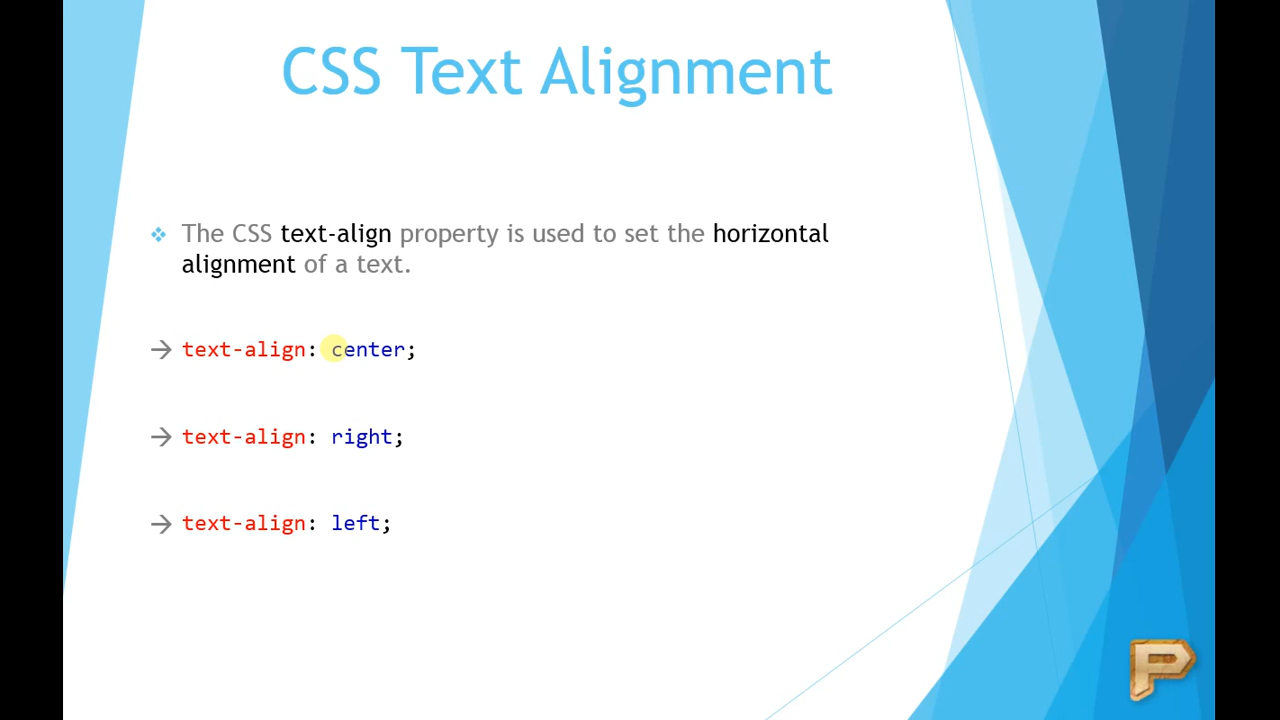 CSS Text Alignment
❖ The CSS text-align property is used to set the horizontal
alignment of a text.
→ text-align: center;
→ text-align: right;
→ text-align: left;
P